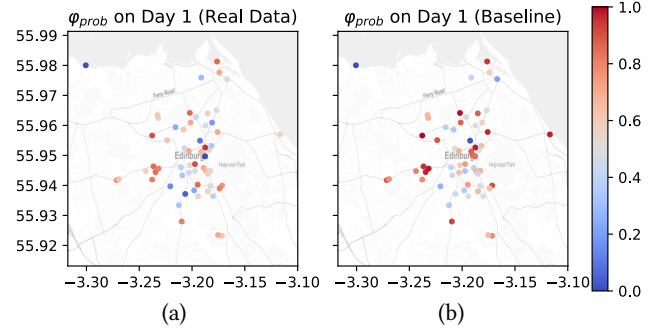 φprob on Day 1 (Real Data) φprob on Day 1 (Baseline)
55.99
55.98
55.97
55.96
55.95
55.94
55.93
55.92
Ferry Road
Edinburgh
Holyrood Park
Ferry Road
Edinburgh
Holyrood Park
1.0
0.8
0.6
0.4
0.2
0.0
−3.30 −3.25 −3.20 −3.15 −3.10 −3.30 −3.25 −3.20 −3.15 −3.10
(a) (b)